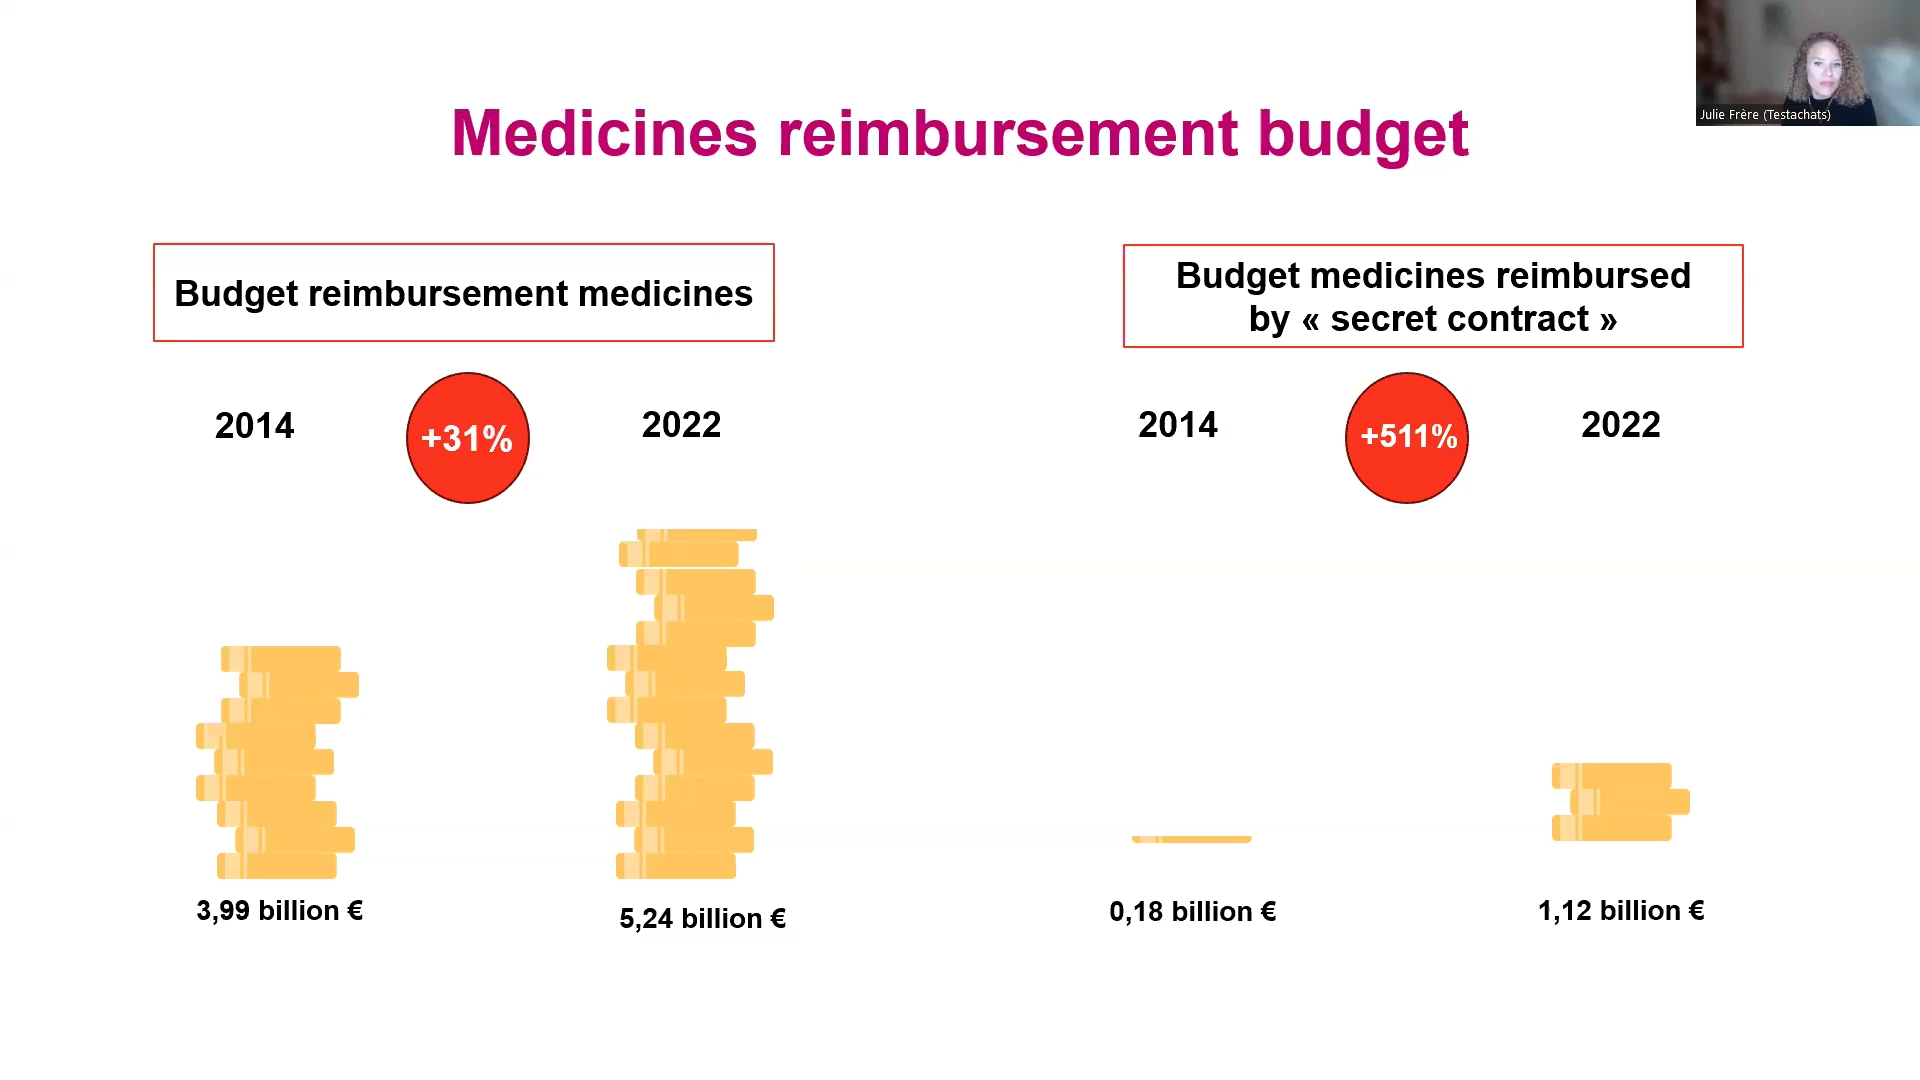 Julie Frère (Testachats)
Medicines reimbursement budget
Budget reimbursement medicines
2014
+31%
2022
3,99 billion €
5,24 billion €
Budget medicines reimbursed
by « secret contract »
2014
+511%
2022
0,18 billion €
1,12 billion €